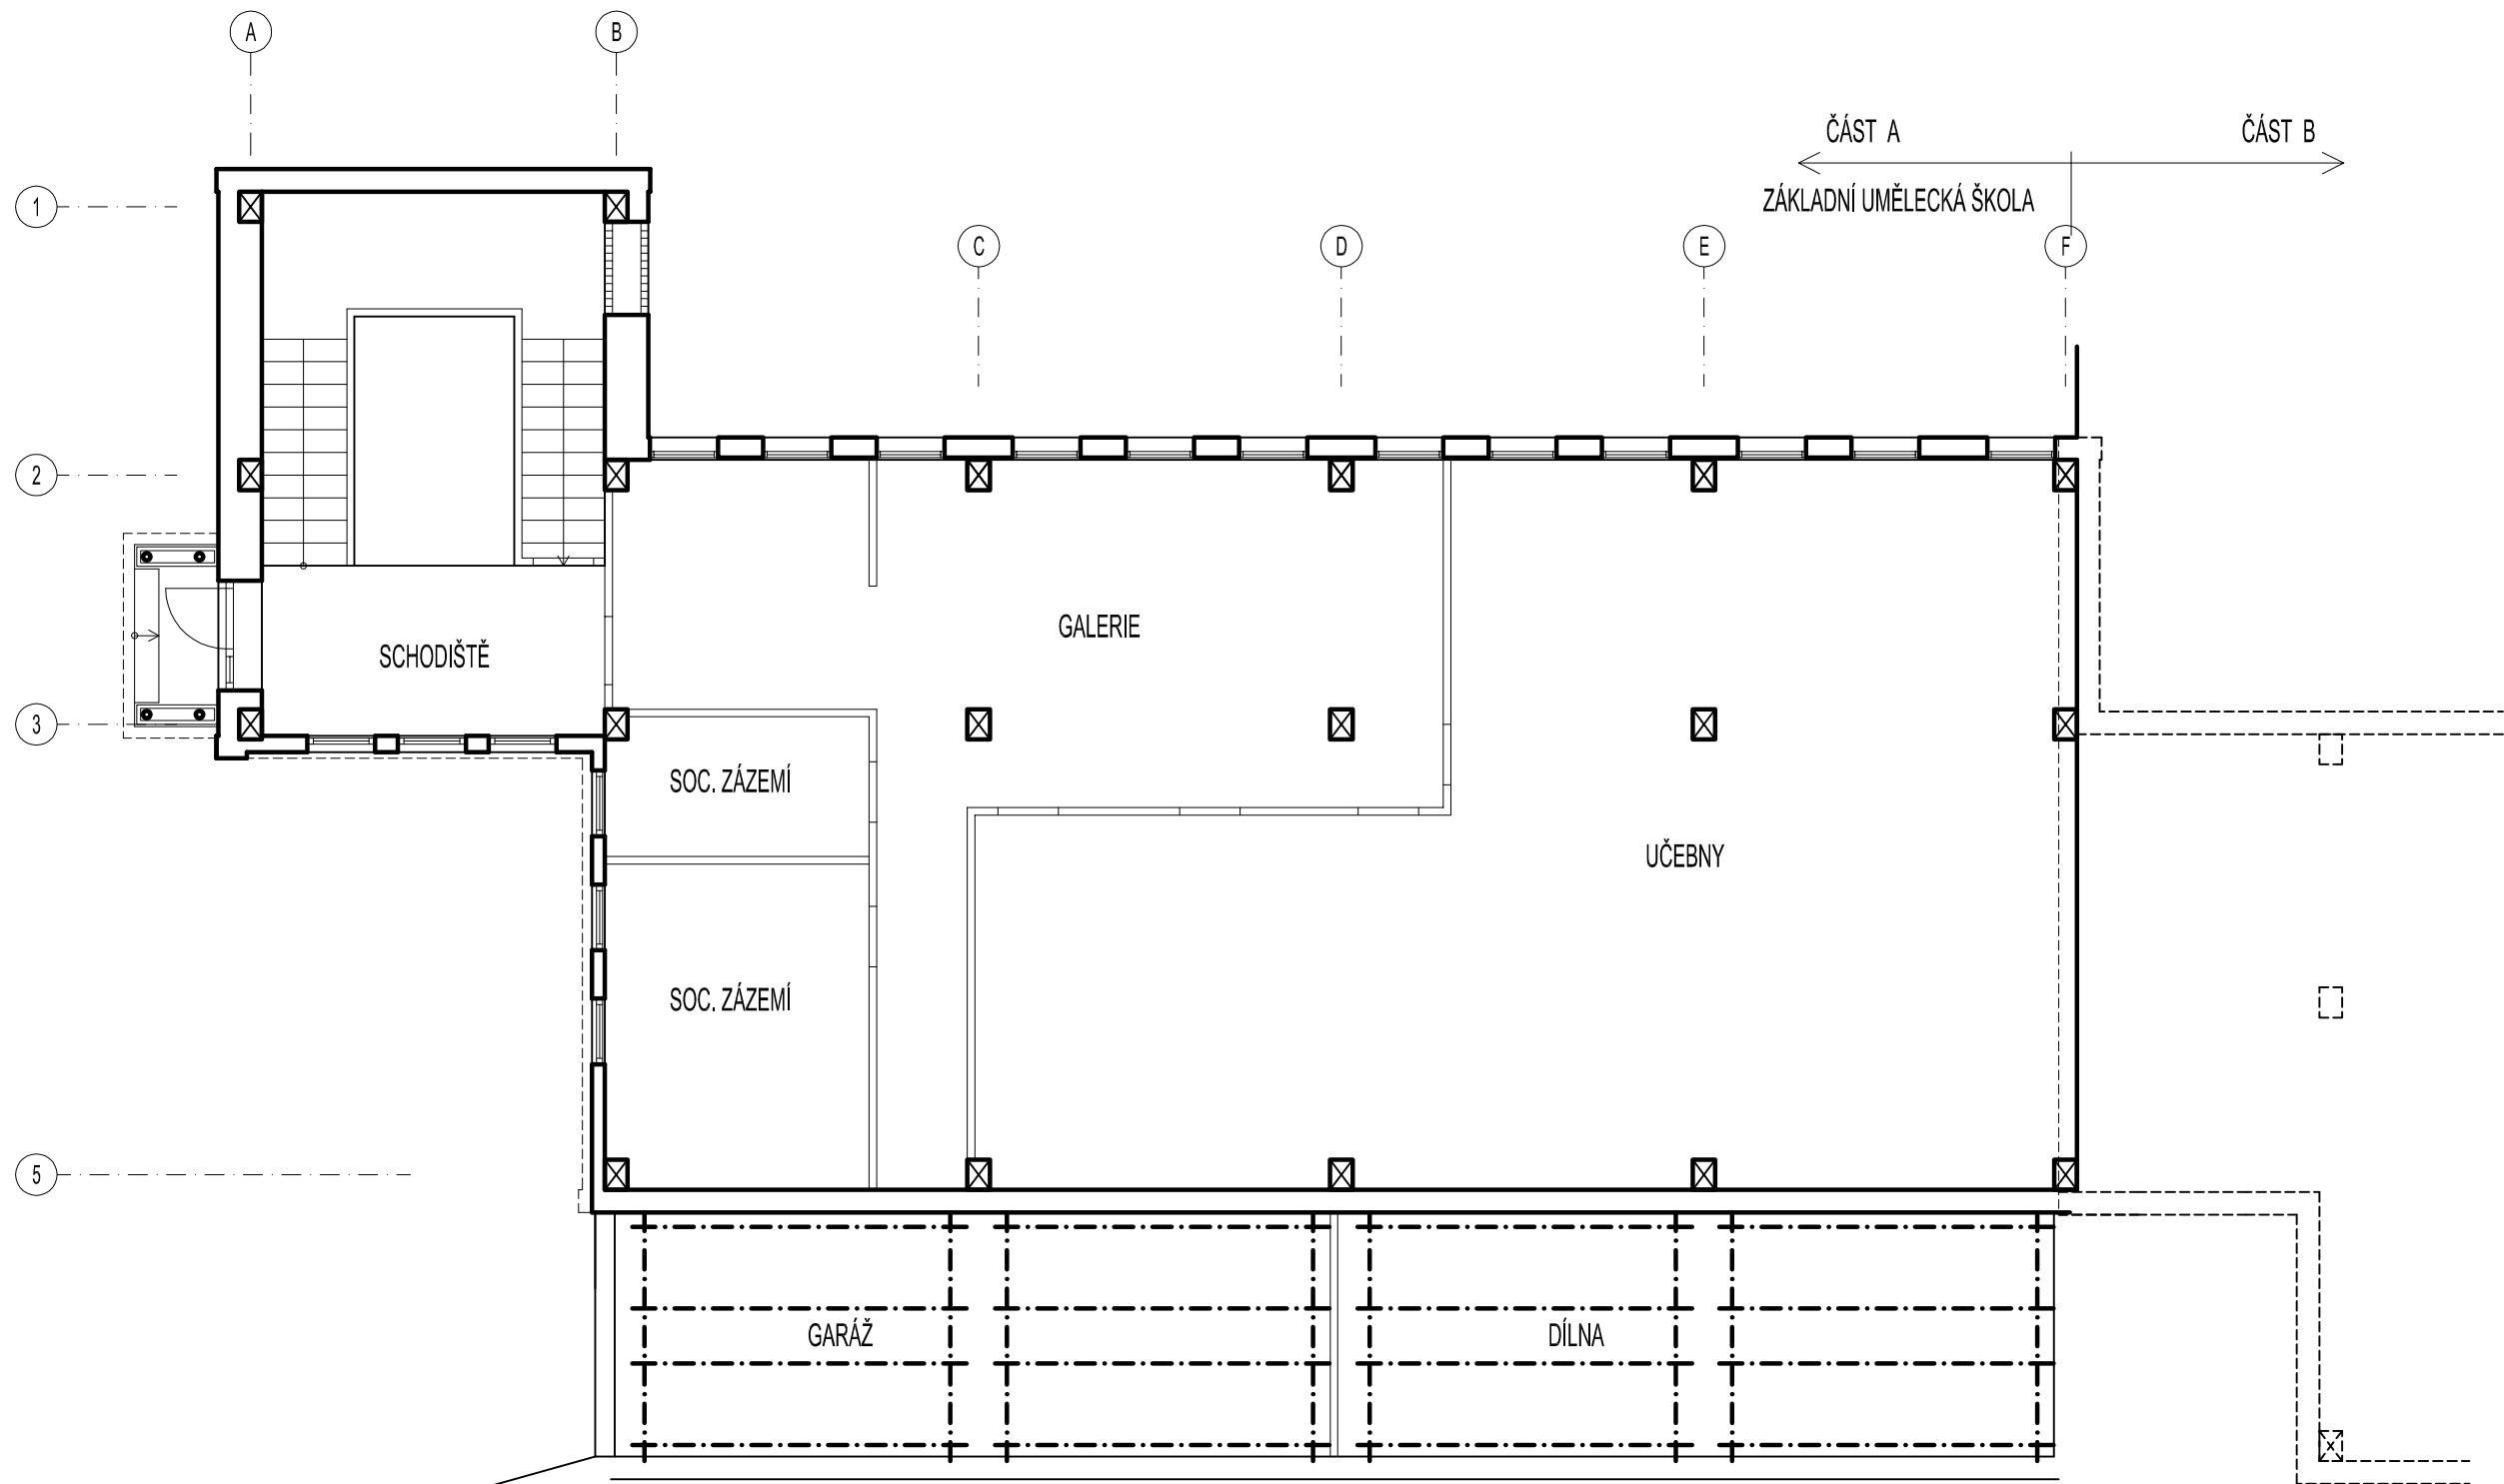 A
B
ČÁST A
ČÁST B
1
ZÁKLADNÍ UMĚLECKÁ ŠKOLA
C
D
E
F
2
GALERIE
SCHODIŠTĚ
3
SOC. ZÁZEMÍ
UČEBNY
SOC. ZÁZEMÍ
5
GARÁŽ
DÍLNA